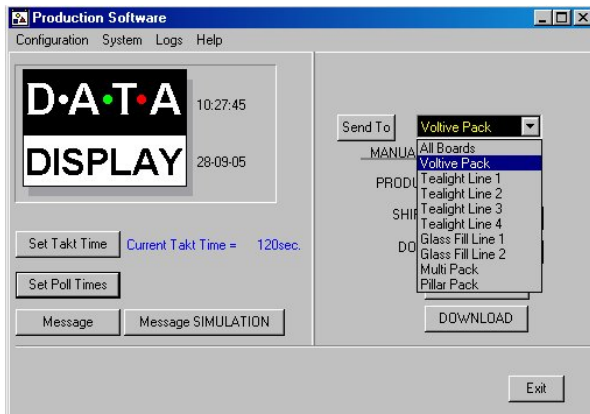 Production Software
Configuration System Logs Help
D•A•T•A
DISPLAY
10:27:45
28-09-05
Set Takt Time
Current Takt Time = 120sec.
Set Poll Times
Message
Message SIMULATION
Send To
Voltive Pack
All Boards
Voltive Pack
Tealight Line 1
Tealight Line 2
Tealight Line 3
Tealight Line 4
Glass Fill Line 1
Glass Fill Line 2
Multi Pack
Pillar Pack
DOWNLOAD
Exit